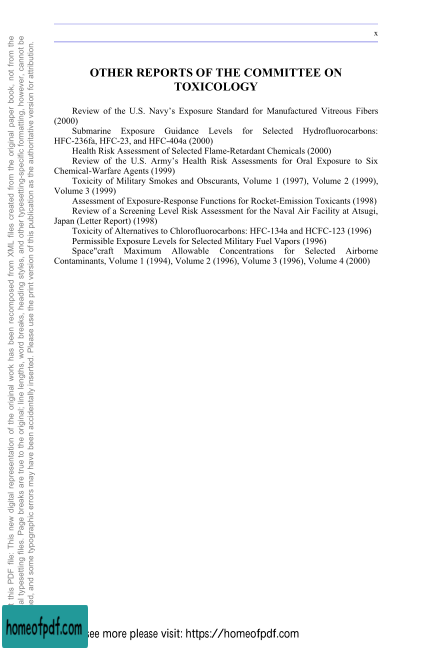 x
OTHER REPORTS OF THE COMMITTEE ON
TOXICOLOGY
Review of the U.S. Navy's Exposure Standard for Manufactured Vitreous Fibers
(2000)
Submarine Exposure Guidance Levels for Selected Hydrofluorocarbons:
HFC-236fa, HFC-23, and HFC-404a (2000)
Health Risk Assessment of Selected Flame-Retardant Chemicals (2000)
Review of the U.S. Army's Health Risk Assessments for Oral Exposure to Six
Chemical-Warfare Agents (1999)
Toxicity of Military Smokes and Obscurants, Volume 1 (1997), Volume 2 (1999),
Volume 3 (1999)
Assessment of Exposure-Response Functions for Rocket-Emission Toxicants (1998)
Review of a Screening Level Risk Assessment for the Naval Air Facility at Atsugi,
Japan (Letter Report) (1998)
Toxicity of Alternatives to Chlorofluorocarbons: HFC-134a and HCFC-123 (1996)
Permissible Exposure Levels for Selected Military Fuel Vapors (1996)
Space"craft Maximum Allowable Concentrations for Selected Airborne
Contaminants, Volume 1 (1994), Volume 2 (1996), Volume 3 (1996), Volume 4 (2000)
this PDF file: This new digital representation of the original work has been recomposed from XML files created from the original paper book, not from the
al typesetting files. Page breaks are true to the original; line lengths, word breaks, heading styles, and other typesetting-specific formatting, however, cannot be
ed, and some typographic errors may have been accidentally inserted. Please use the print version of this publication as the authoritative version for attribution.
homeofpdf.com
see more please visit: https://homeofpdf.com